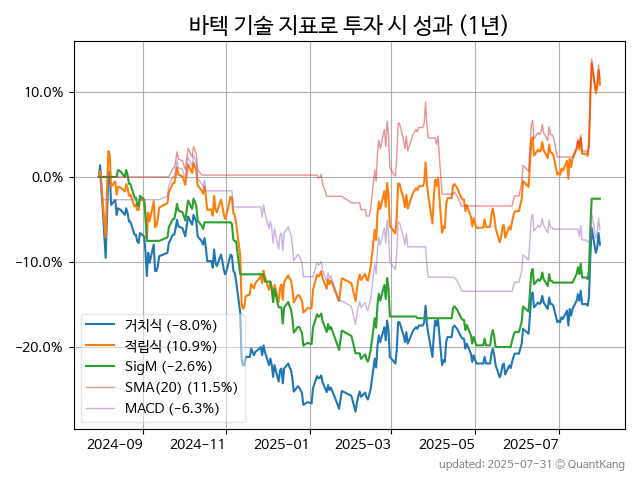 바텍 기술 지표로 투자 시 성과 (1년)
10.0%
0.0%
−10.0%
−20.0%
거치식 (−8.0%)
적립식 (10.9%)
SigM (−2.6%)
SMA(20) (11.5%)
MACD (−6.3%)
2024-09 2024-11 2025-01 2025-03 2025-05 2025-07
updated: 2025-07-31 © QuantKang